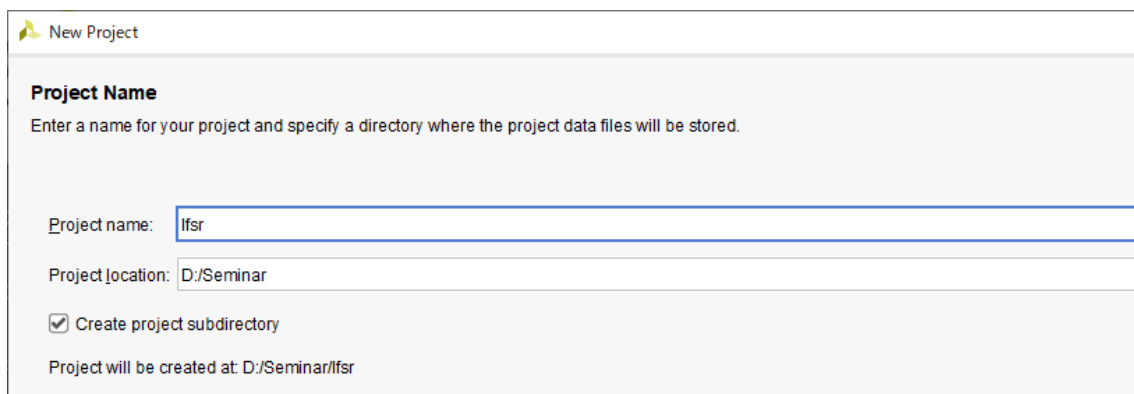 New Project
Project Name
Enter a name for your project and specify a directory where the project data files will be stored.
Project name: lfsr
Project location: D:/Seminar
Create project subdirectory
Project will be created at: D:/Seminar/lfsr